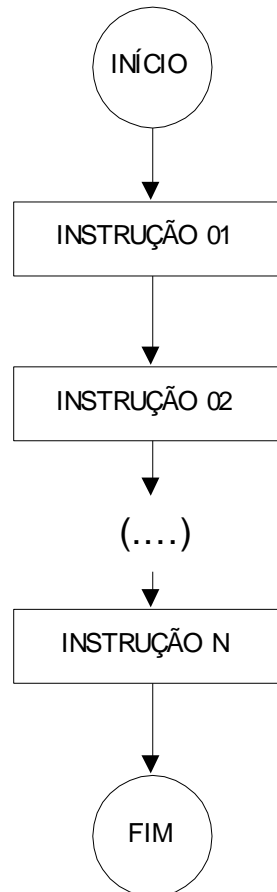 INÍCIO
INSTRUÇÃO 01
INSTRUÇÃO 02
(....)
INSTRUÇÃO N
FIM